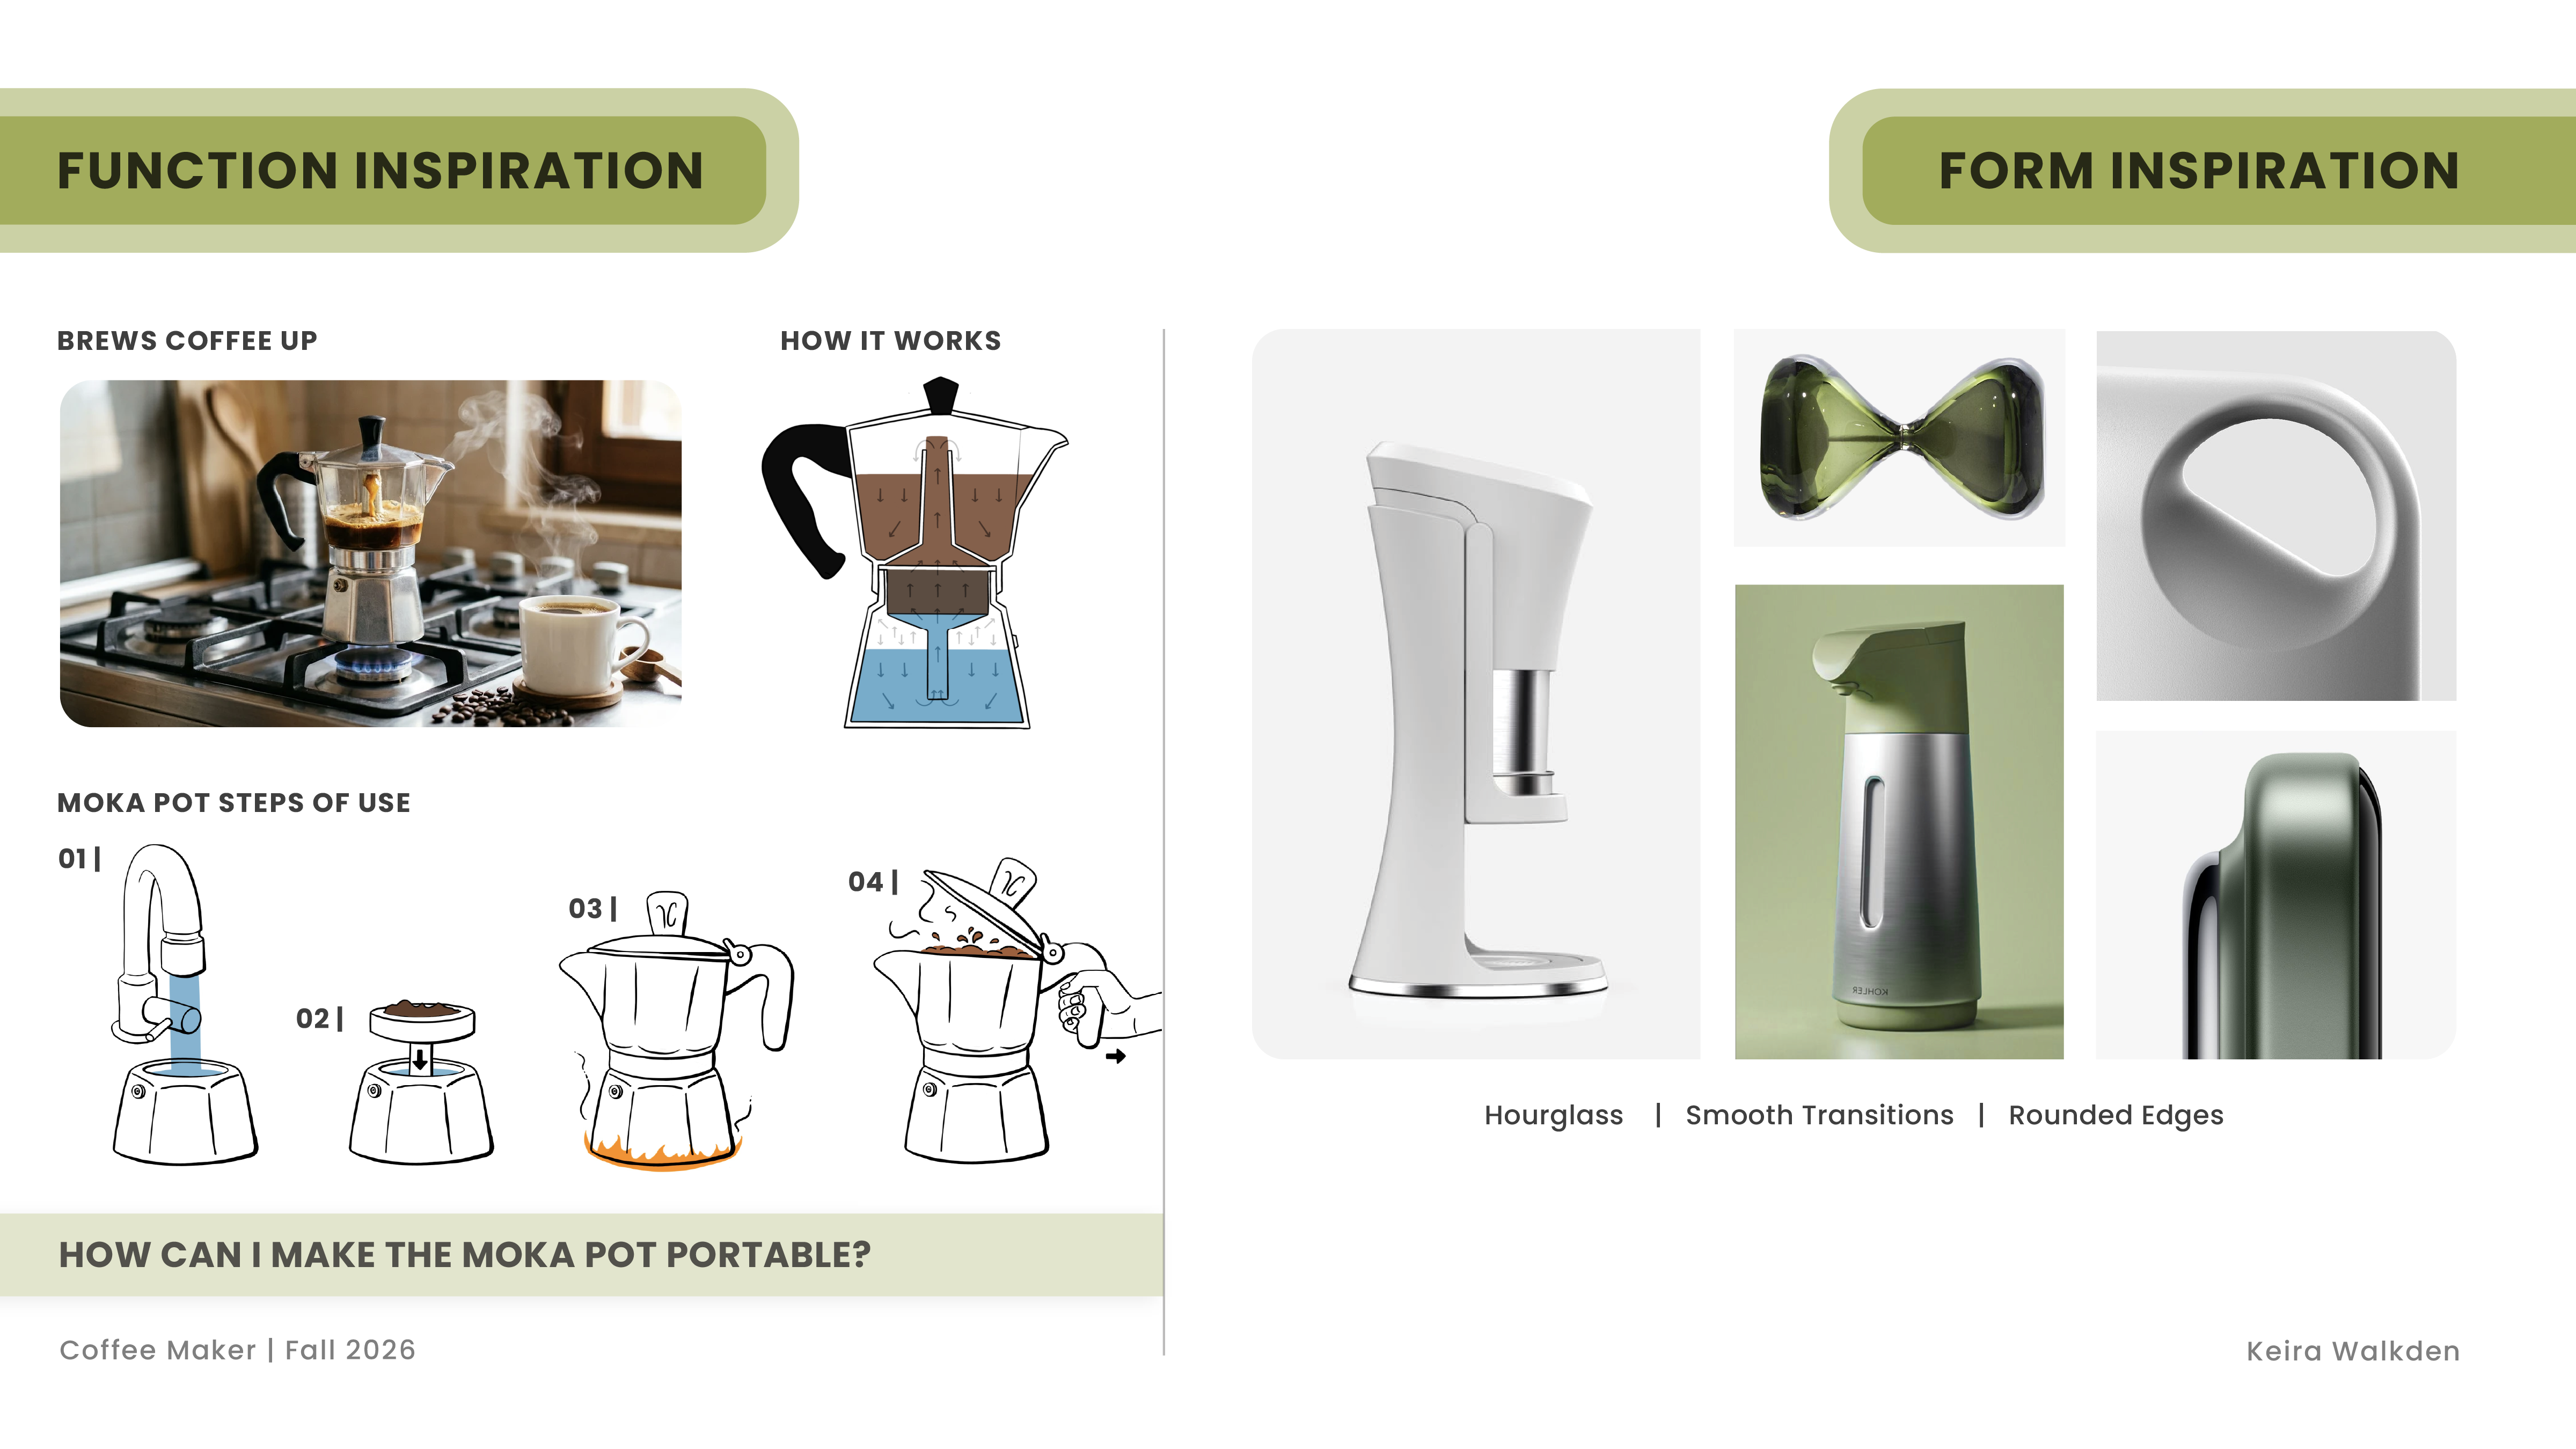 FUNCTION INSPIRATION
FORM INSPIRATION
BREWS COFFEE UP
HOW IT WORKS
MOKA POT STEPS OF USE
01 |
02 |
03 |
04 |
KOHLER
Hourglass | Smooth Transitions | Rounded Edges
HOW CAN I MAKE THE MOKA POT PORTABLE?
Coffee Maker | Fall 2026
Keira Walkden